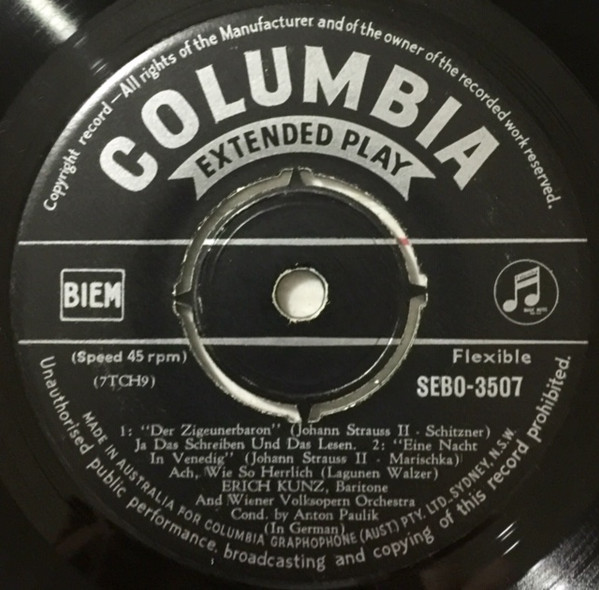 Copyright record—All rights of the Manufacturer and of the owner of the recorded work reserved.
COLUMBIA
EXTENDED PLAY
BIEM
(Speed 45 rpm)
Flexible
(7TCH9)
SEBO-3507
1: "Der Zigeunerbaron" (Johann Strauss II - Schitzner)
Ja Das Schreiben Und Das Lesen. 2: "Eine Nacht
In Venedig" (Johann Strauss II - Marischka)
Ach, Wie So Herrlich (Lagunen Walzer)
ERICH KUNZ, Baritone
And Wiener Volksopern Orchestra
Cond. by Anton Paulik
(In German)
MADE IN AUSTRALIA FOR COLUMBIA GRAPHOPHONE (AUST) PTY. LTD. SYDNEY, N.S.W.
Unauthorised public performance, broadcasting and copying of this record prohibited.